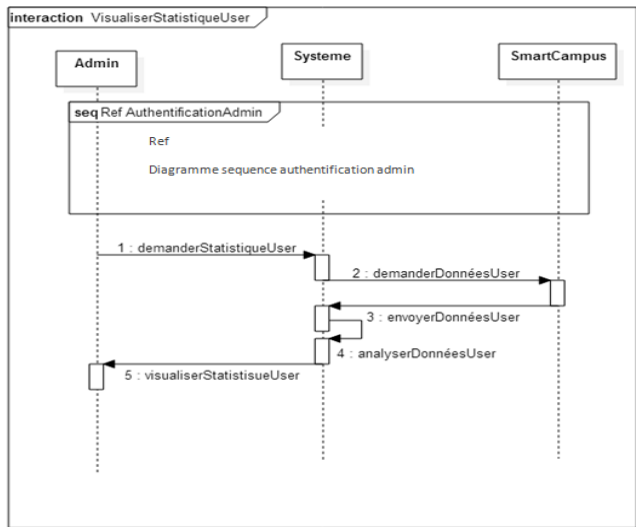 interaction VisualiserStatistiqueUser
Admin
Systeme
SmartCampus
seq Ref AuthentificationAdmin
Ref
Diagramme sequence authentification admin
1 : demanderStatistiqueUser
2 : demanderDonnéesUser
3 : envoyerDonnéesUser
4 : analyserDonnéesUser
5 : visualiserStatistisueUser